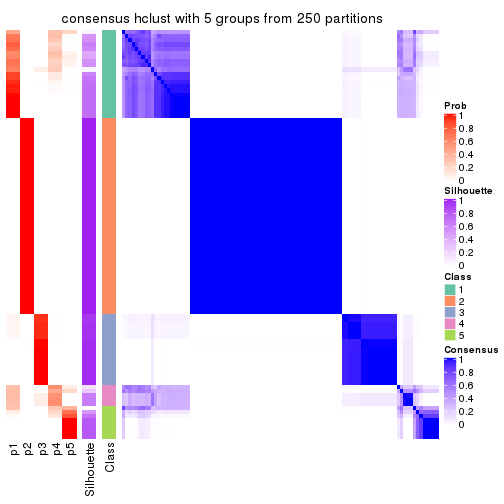 consensus hclust with 5 groups from 250 partitions
Prob
1
0.8
0.6
0.4
0.2
0
Silhouette
1
0.8
0.6
0.4
0.2
0
Class
1
2
3
4
5
Consensus
1
0.8
0.6
0.4
0.2
0
p1
p2
p3
p4
p5
Silhouette
Class